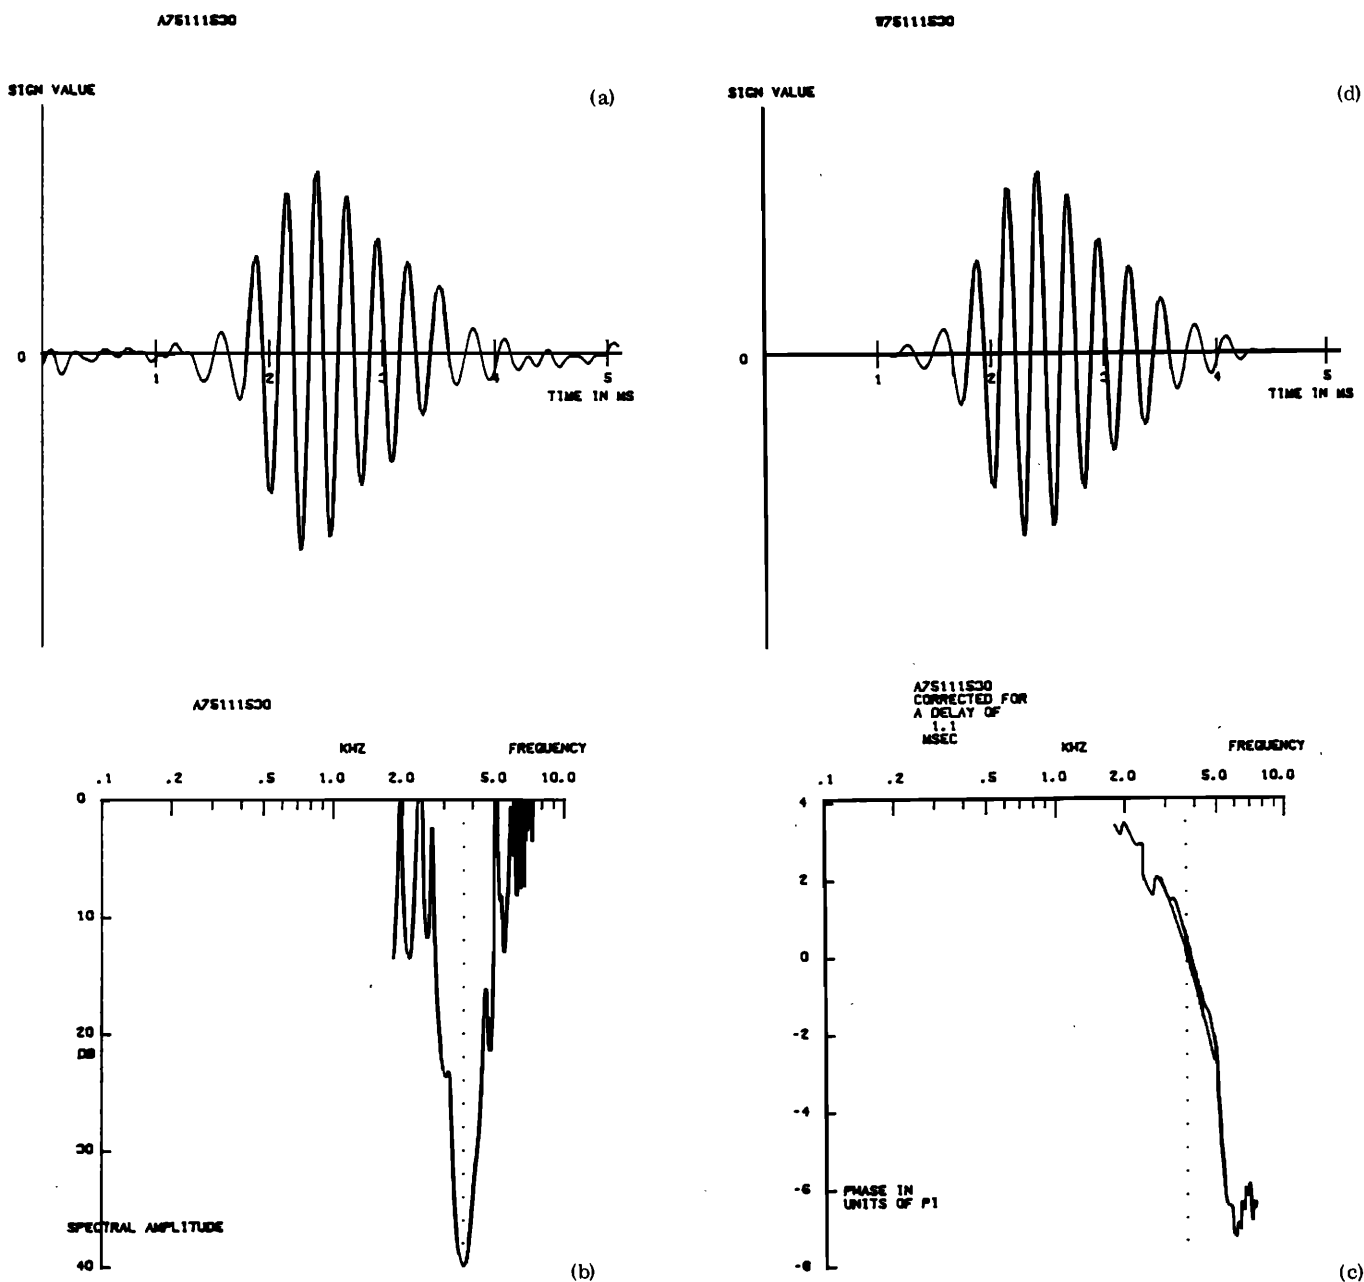 A75111S30
SIGN VALUE
(a)
0
1 2 3 4 5
TIME IN MS
W75111S30
SIGN VALUE
(d)
0
1 2 3 4 5
TIME IN MS
A75111S30
KHZ FREQUENCY
.1 .2 .5 1.0 2.0 5.0 10.0
0
10
20
DB
30
SPECTRAL AMPLITUDE
40
(b)
A75111S30
CORRECTED FOR
A DELAY OF
1.1
MSEC
KHZ FREQUENCY
.1 .2 .5 1.0 2.0 5.0 10.0
4
2
0
-2
-4
-6
PHASE IN
UNITS OF PI
-8
(c)